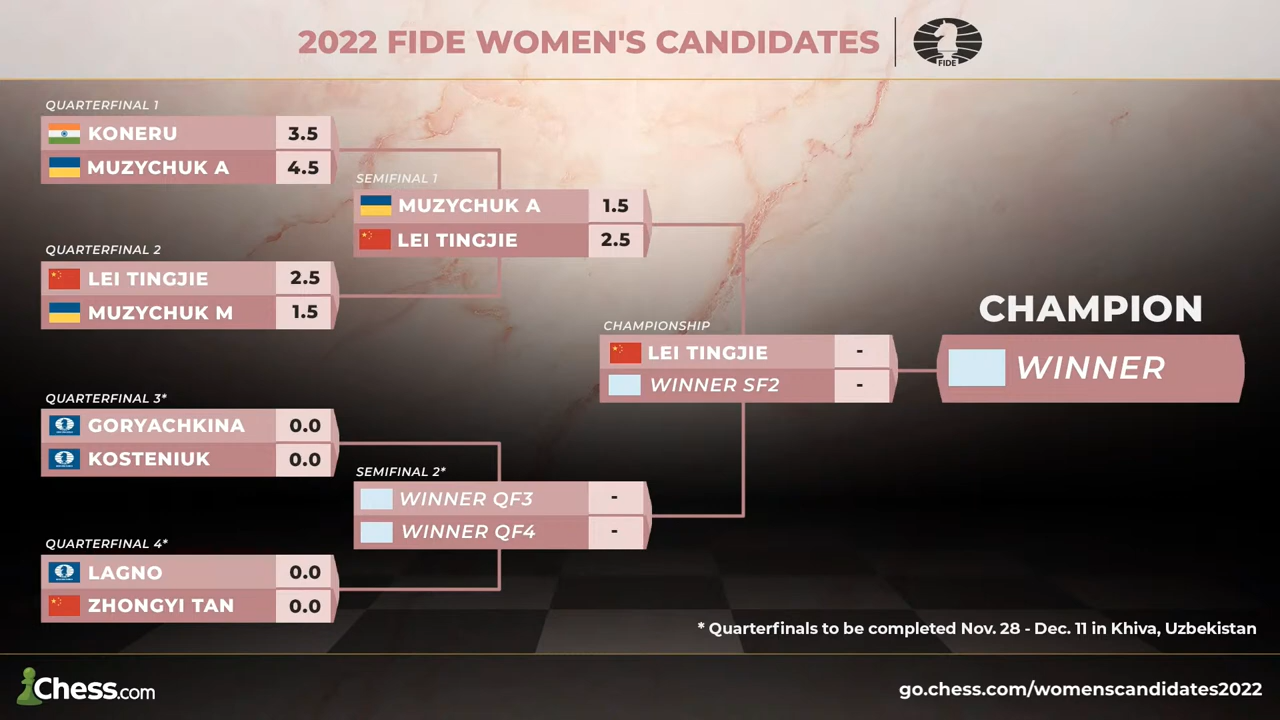 2022 FIDE WOMEN'S CANDIDATES
FIDE
QUARTERFINAL 1
KONERU 3.5
MUZYCHUK A 4.5
SEMIFINAL 1
MUZYCHUK A 1.5
LEI TINGJIE 2.5
QUARTERFINAL 2
LEI TINGJIE 2.5
MUZYCHUK M 1.5
CHAMPION
WINNER
CHAMPIONSHIP
LEI TINGJIE -
WINNER SF2 -
QUARTERFINAL 3*
GORYACHKINA 0.0
KOSTENIUK 0.0
SEMIFINAL 2*
WINNER QF3 -
WINNER QF4 -
QUARTERFINAL 4*
LAGNO 0.0
ZHONGYI TAN 0.0
* Quarterfinals to be completed Nov. 28 - Dec. 11 in Khiva, Uzbekistan
Chess.com
go.chess.com/womenscandidates2022